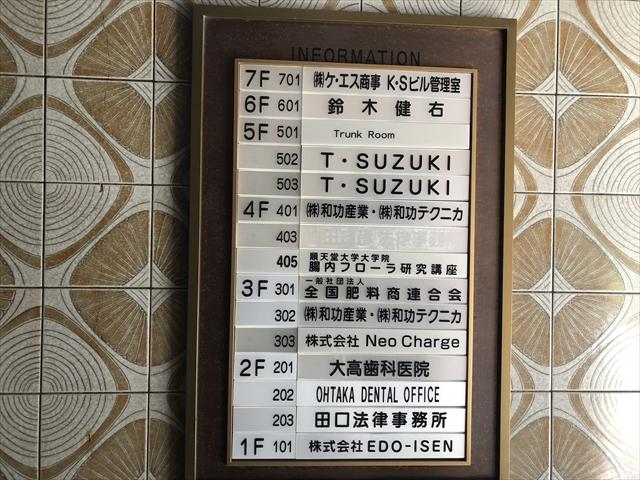 INFORMATION
7F 701 ㈱ケ・エス商事 K・Sビル管理室
6F 601 鈴木健右
5F 501 Trunk Room
502 T・SUZUKI
503 T・SUZUKI
4F 401 ㈱和功産業・㈱和功テクニカ
403
405 順天堂大学大学院
腸内フローラ研究講座
3F 301 一般社団法人
全国肥料商連合会
302 ㈱和功産業・㈱和功テクニカ
303 株式会社 Neo Charge
2F 201 大高歯科医院
202 OHTAKA DENTAL OFFICE
203 田口法律事務所
1F 101 株式会社EDO-ISEN